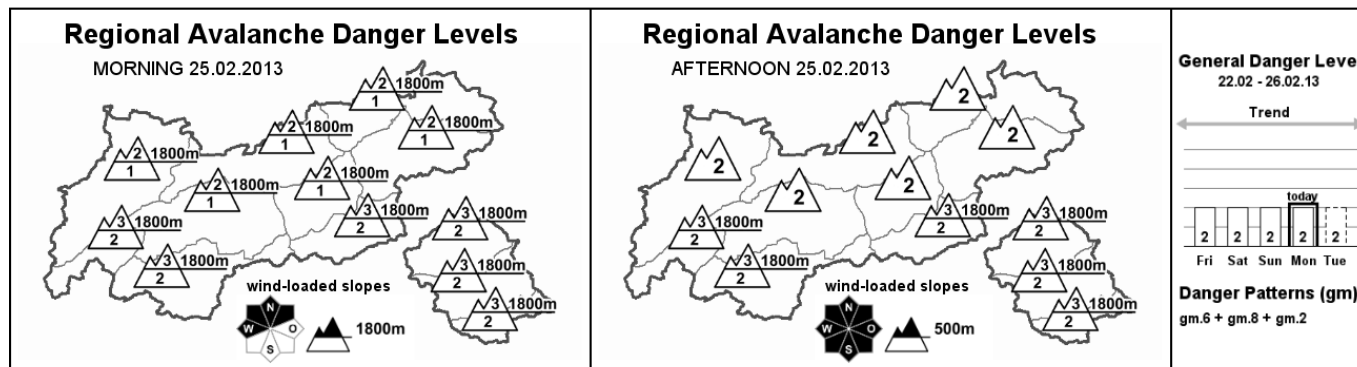 Regional Avalanche Danger Levels
MORNING 25.02.2013
2 1800m
1
2 1800m
1
2 1800m
1
2 1800m
1
2 1800m
1
2 1800m
1
3 1800m
2
3 1800m
2
3 1800m
2
3 1800m
2
3 1800m
2
3 1800m
2
wind-loaded slopes
N
W O
S
1800m
Regional Avalanche Danger Levels
AFTERNOON 25.02.2013
2
2
2
2
2
2
3 1800m
2
3 1800m
2
3 1800m
2
3 1800m
2
3 1800m
2
3 1800m
2
wind-loaded slopes
N
W O
S
500m
General Danger Leve
22.02 - 26.02.13
Trend
today
2 2 2 2 2
Fri Sat Sun Mon Tue
Danger Patterns (gm)
gm.6 + gm.8 + gm.2